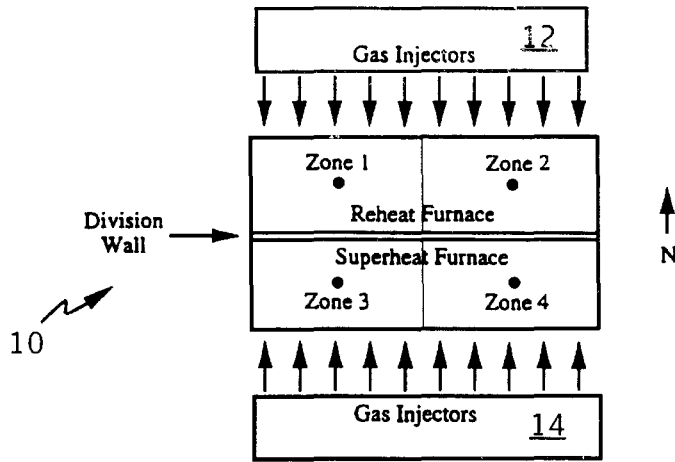 12
Gas Injectors
Zone 1
Zone 2
Reheat Furnace
Division
Wall
Superheat Furnace
Zone 3
Zone 4
N
10
Gas Injectors
14